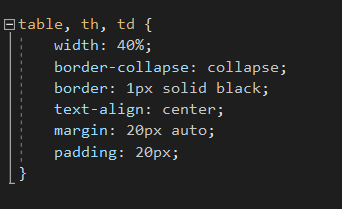 table, th, td {
width: 40%;
border-collapse: collapse;
border: 1px solid black;
text-align: center;
margin: 20px auto;
padding: 20px;
}